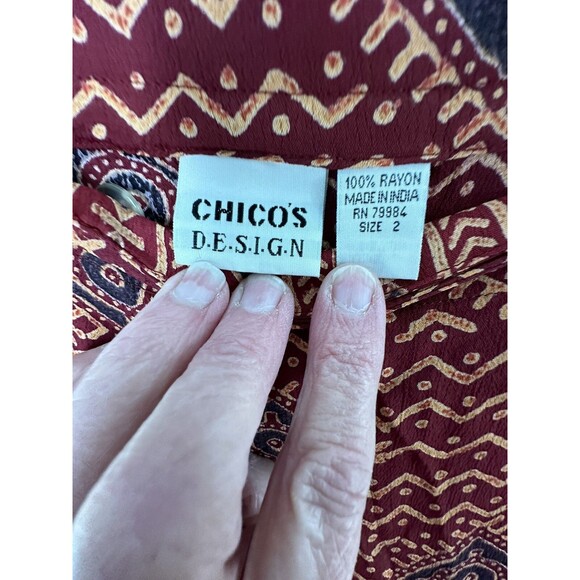 CHICO'S
D·E·S·I·G·N
100% RAYON
MADE IN INDIA
RN 79984
SIZE 2